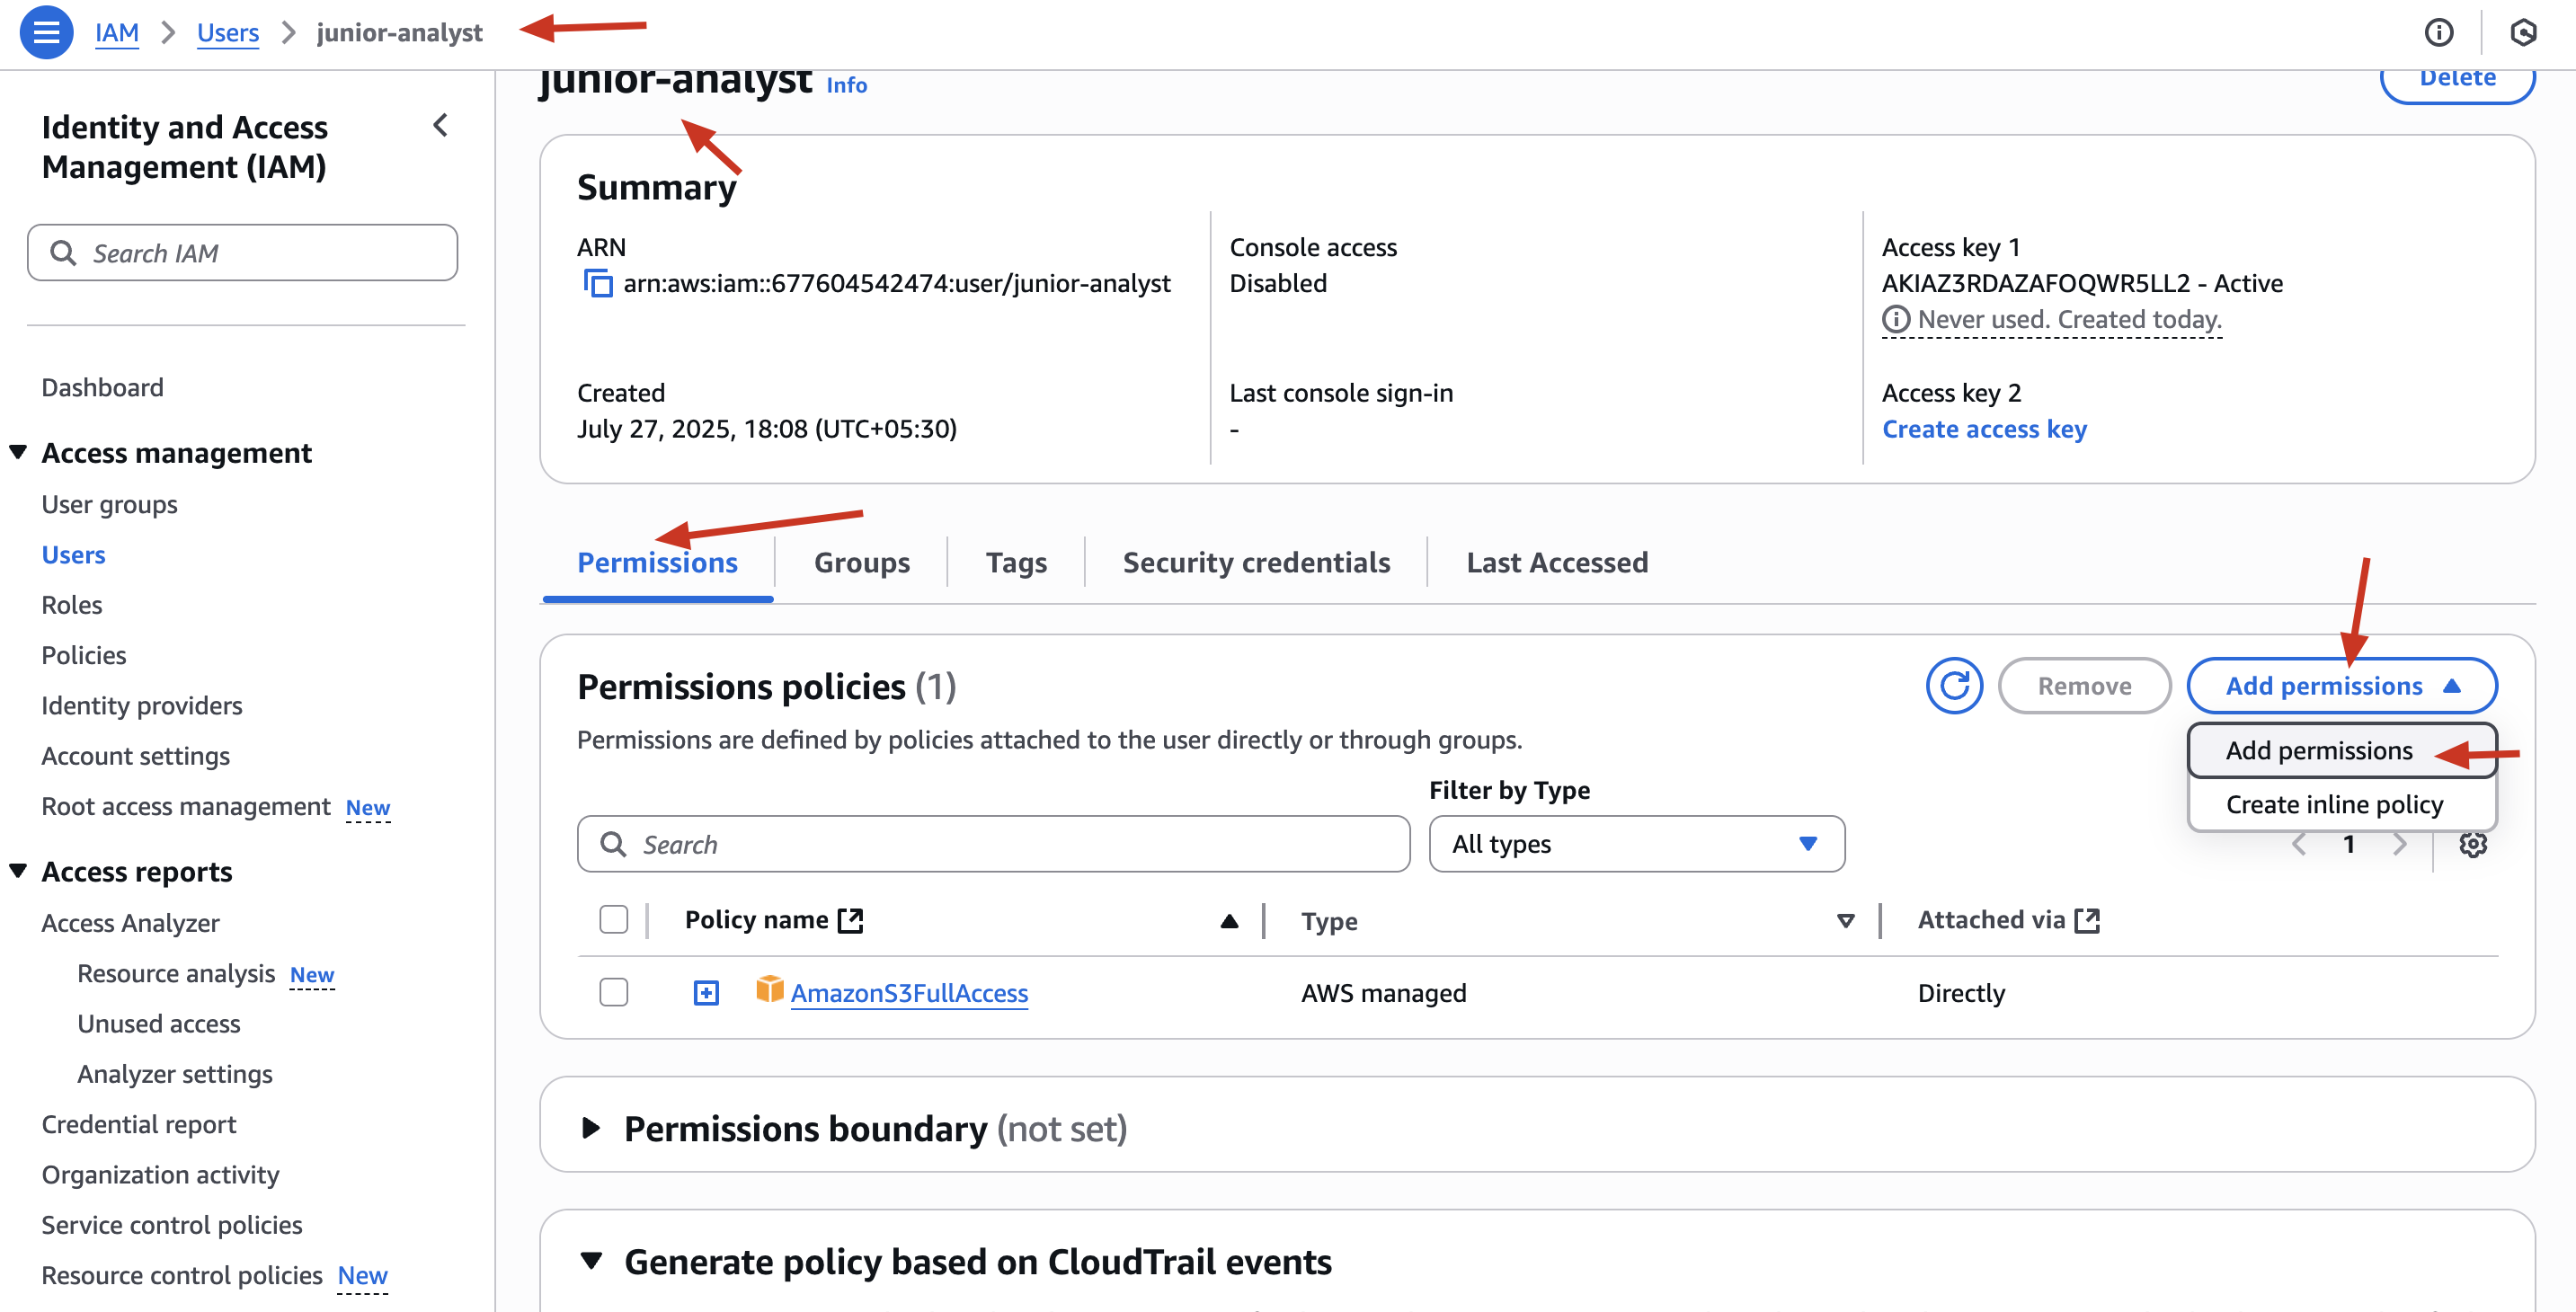 IAM > Users > junior-analyst
Identity and Access
Management (IAM)
Search IAM
Dashboard
Access management
User groups
Users
Roles
Policies
Identity providers
Account settings
Root access management New
Access reports
Access Analyzer
Resource analysis New
Unused access
Analyzer settings
Credential report
Organization activity
Service control policies
Resource control policies New
junior-analyst Info
Delete
Summary
ARN
arn:aws:iam::677604542474:user/junior-analyst
Created
July 27, 2025, 18:08 (UTC+05:30)
Console access
Disabled
Last console sign-in
-
Access key 1
AKIAZ3RDAZAFOQWR5LL2 - Active
Never used. Created today.
Access key 2
Create access key
Permissions
Groups
Tags
Security credentials
Last Accessed
Permissions policies (1)
Remove
Add permissions
Add permissions
Create inline policy
Permissions are defined by policies attached to the user directly or through groups.
Filter by Type
Search
All types
1
Policy name
Type
Attached via
AmazonS3FullAccess
AWS managed
Directly
Permissions boundary (not set)
Generate policy based on CloudTrail events